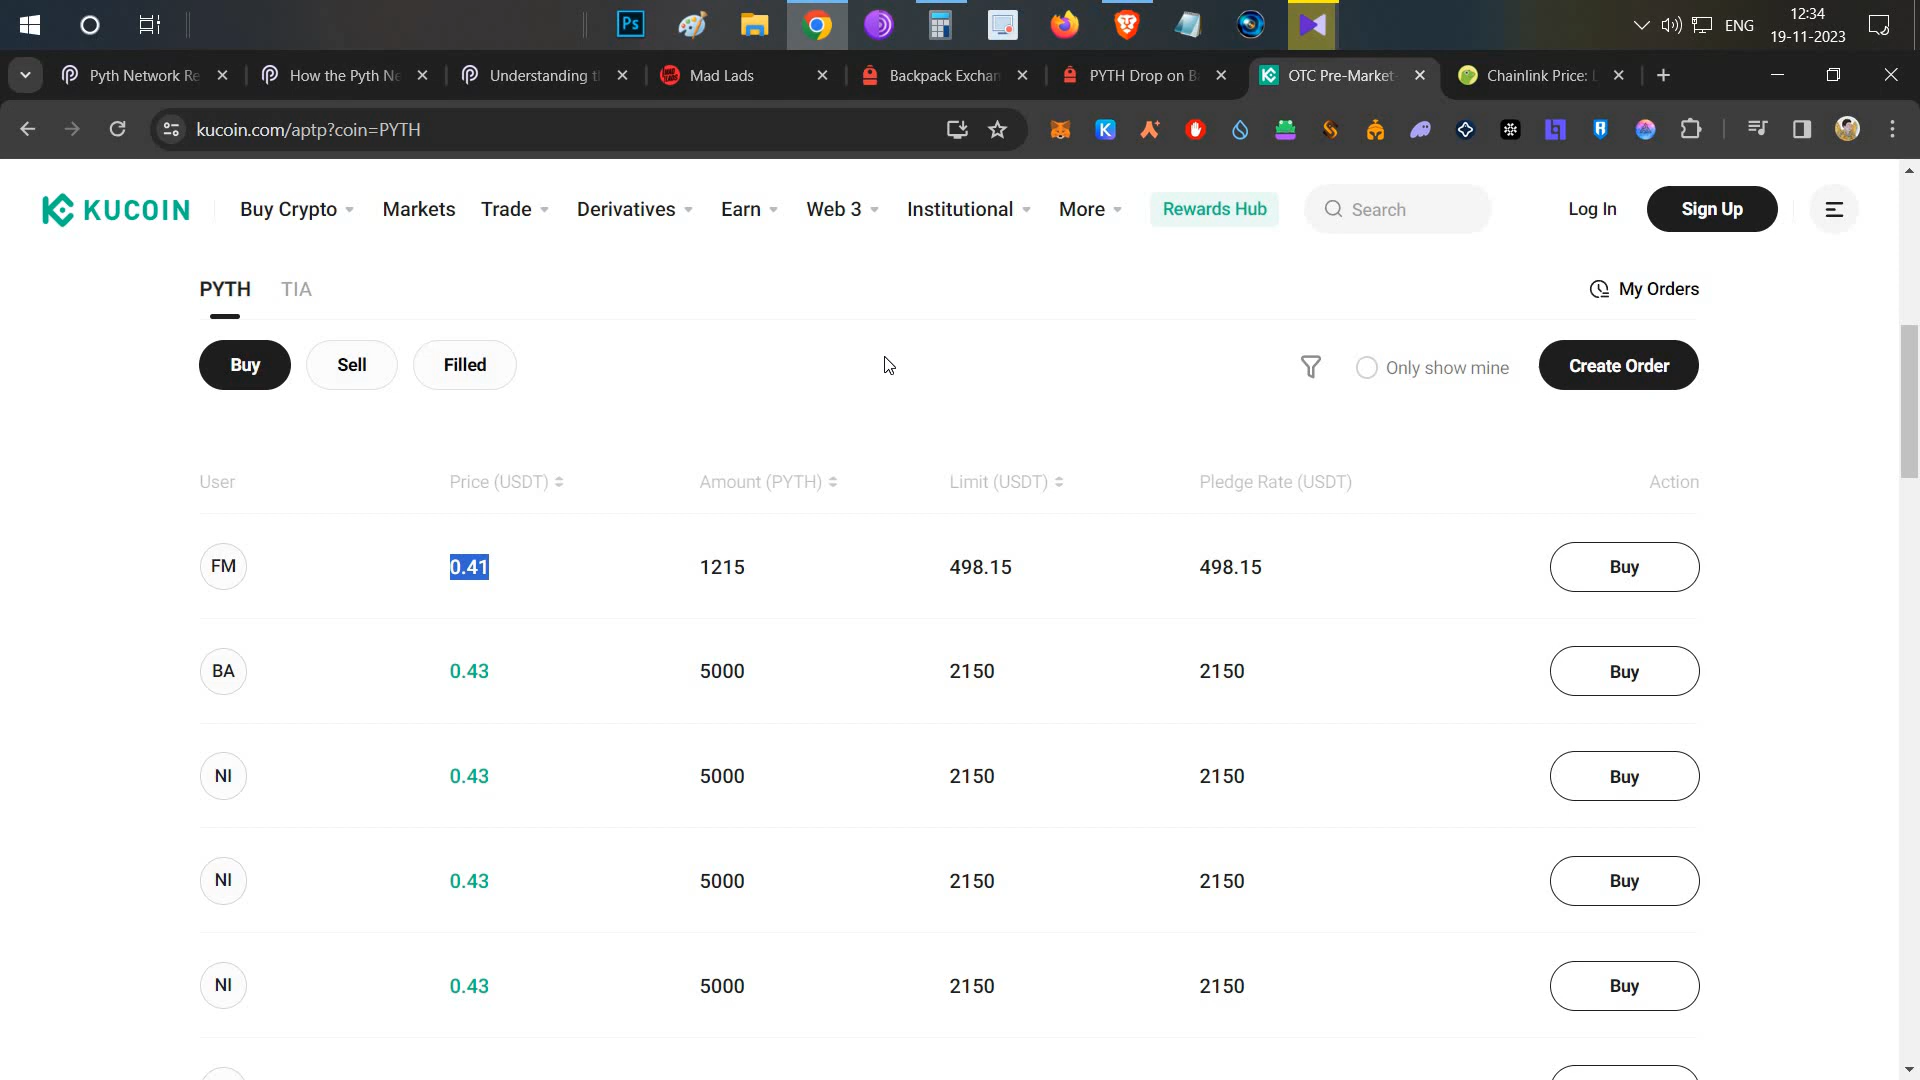 Ps
ENG
12:34
19-11-2023
Pyth Network Re
How the Pyth Ne
Understanding t
Mad Lads
Backpack Exchan
PYTH Drop on B
OTC Pre-Market
Chainlink Price:
kucoin.com/aptp?coin=PYTH
KUCOIN
Buy Crypto
Markets
Trade
Derivatives
Earn
Web 3
Institutional
More
Rewards Hub
Search
Log In
Sign Up
PYTH
TIA
My Orders
Buy
Sell
Filled
Only show mine
Create Order
User
Price (USDT)
Amount (PYTH)
Limit (USDT)
Pledge Rate (USDT)
Action
FM
0.41
1215
498.15
498.15
Buy
BA
0.43
5000
2150
2150
Buy
NI
0.43
5000
2150
2150
Buy
NI
0.43
5000
2150
2150
Buy
NI
0.43
5000
2150
2150
Buy